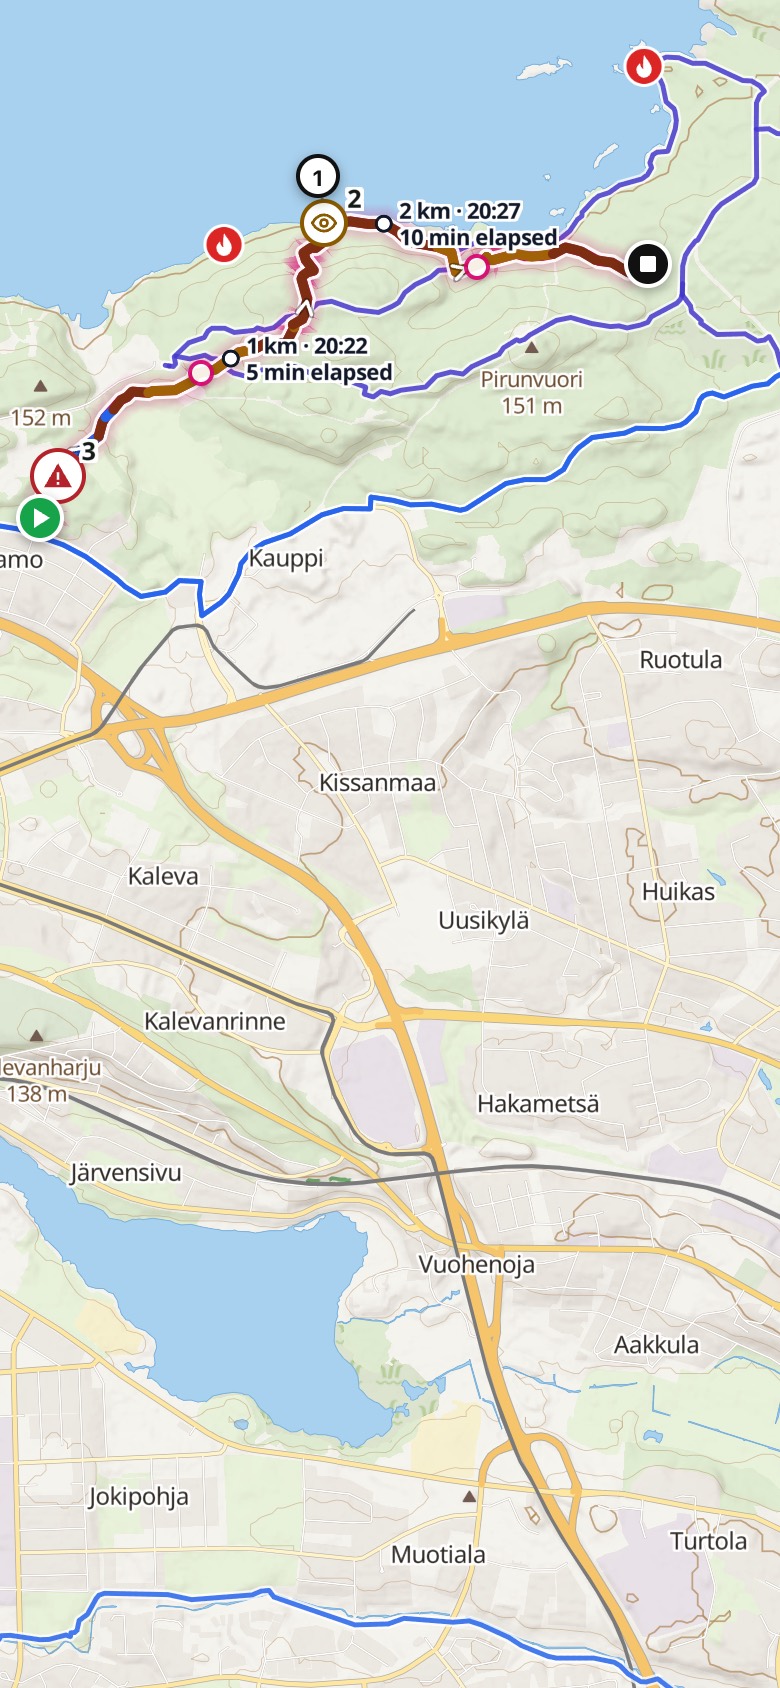 1
2
2 km · 20:27
10 min elapsed
1 km · 20:22
5 min elapsed
Pirunvuori
151 m
152 m
3
amo
Kauppi
Ruotula
Kissanmaa
Kaleva
Huikas
Uusikylä
Kalevanrinne
levanharju
138 m
Hakametsä
Järvensivu
Vuohenoja
Aakkula
Jokipohja
Muotiala
Turtola